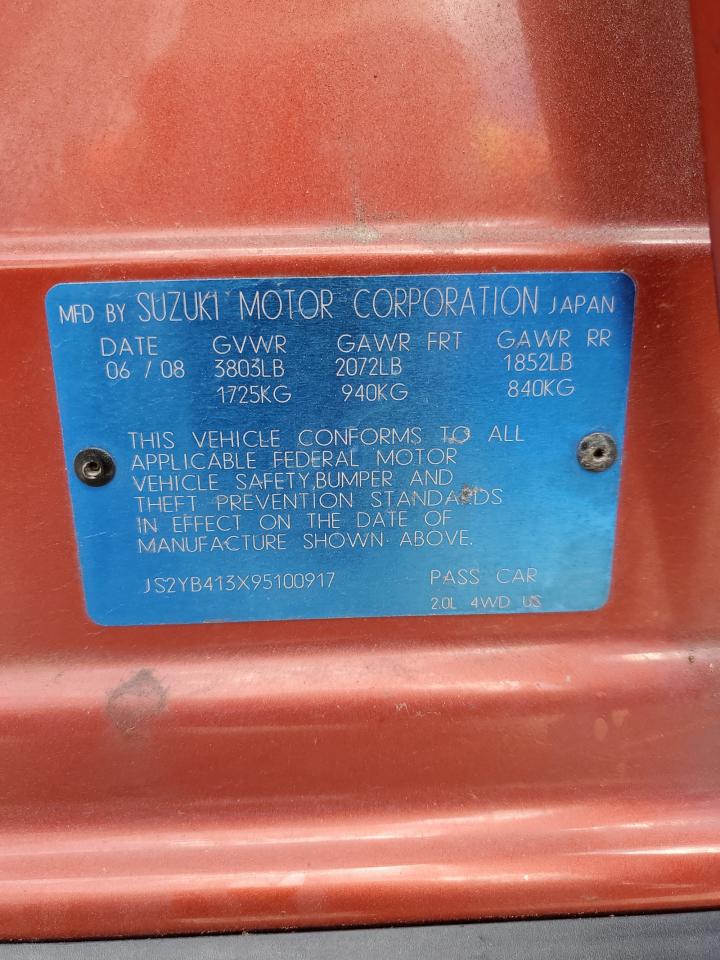 MFD BY SUZUKI MOTOR CORPORATION JAPAN
DATE GVWR GAWR FRT GAWR RR
06 / 08 3803LB 2072LB 1852LB
1725KG 940KG 840KG
THIS VEHICLE CONFORMS TO ALL
APPLICABLE FEDERAL MOTOR
VEHICLE SAFETY,BUMPER AND
THEFT PREVENTION STANDARDS
IN EFFECT ON THE DATE OF
MANUFACTURE SHOWN ABOVE.
JS2YB413X95100917 PASS CAR
2.0L 4WD US